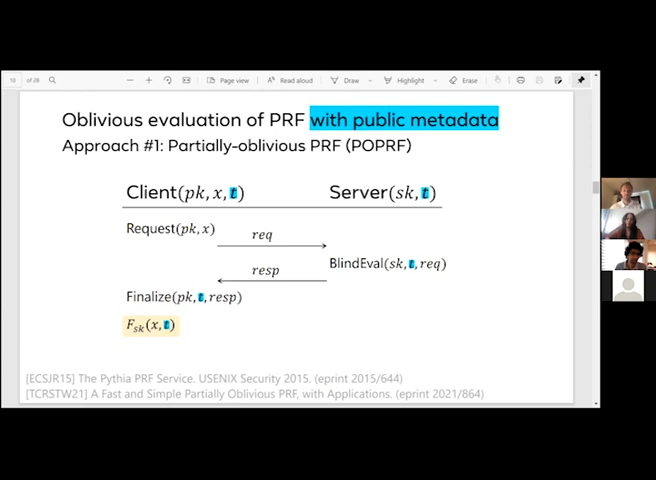 10 of 28
Page view
Read aloud
Draw
Highlight
Erase
Oblivious evaluation of PRF with public metadata
Approach #1: Partially-oblivious PRF (POPRF)
Client(pk, x, t) Server(sk, t)
Request(pk, x)
req
BlindEval(sk, t, req)
resp
Finalize(pk, t, resp)
F_sk(x, t)
[ECSJR15] The Pythia PRF Service. USENIX Security 2015. (eprint 2015/644)
[TCRSTW21] A Fast and Simple Partially Oblivious PRF, with Applications. (eprint 2021/864)